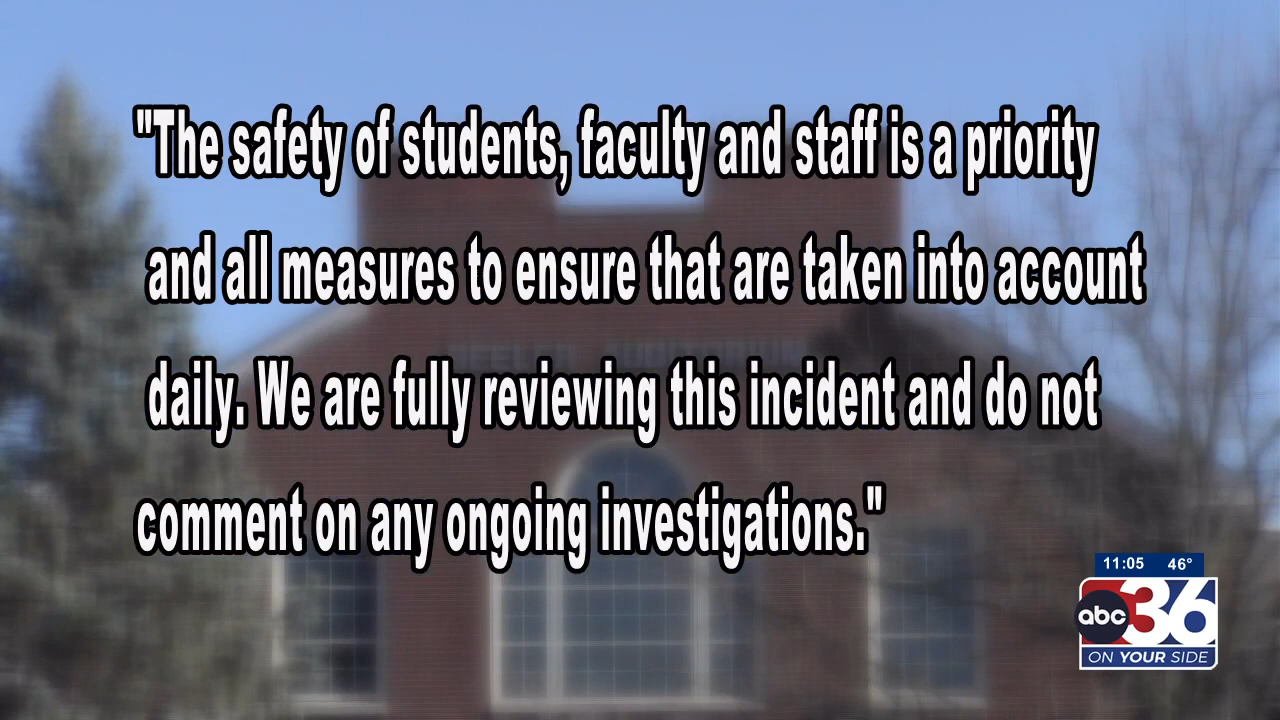 "The safety of students, faculty and staff is a priority
and all measures to ensure that are taken into account
daily. We are fully reviewing this incident and do not
comment on any ongoing investigations."
11:05 46°
abc 36
ON YOUR SIDE